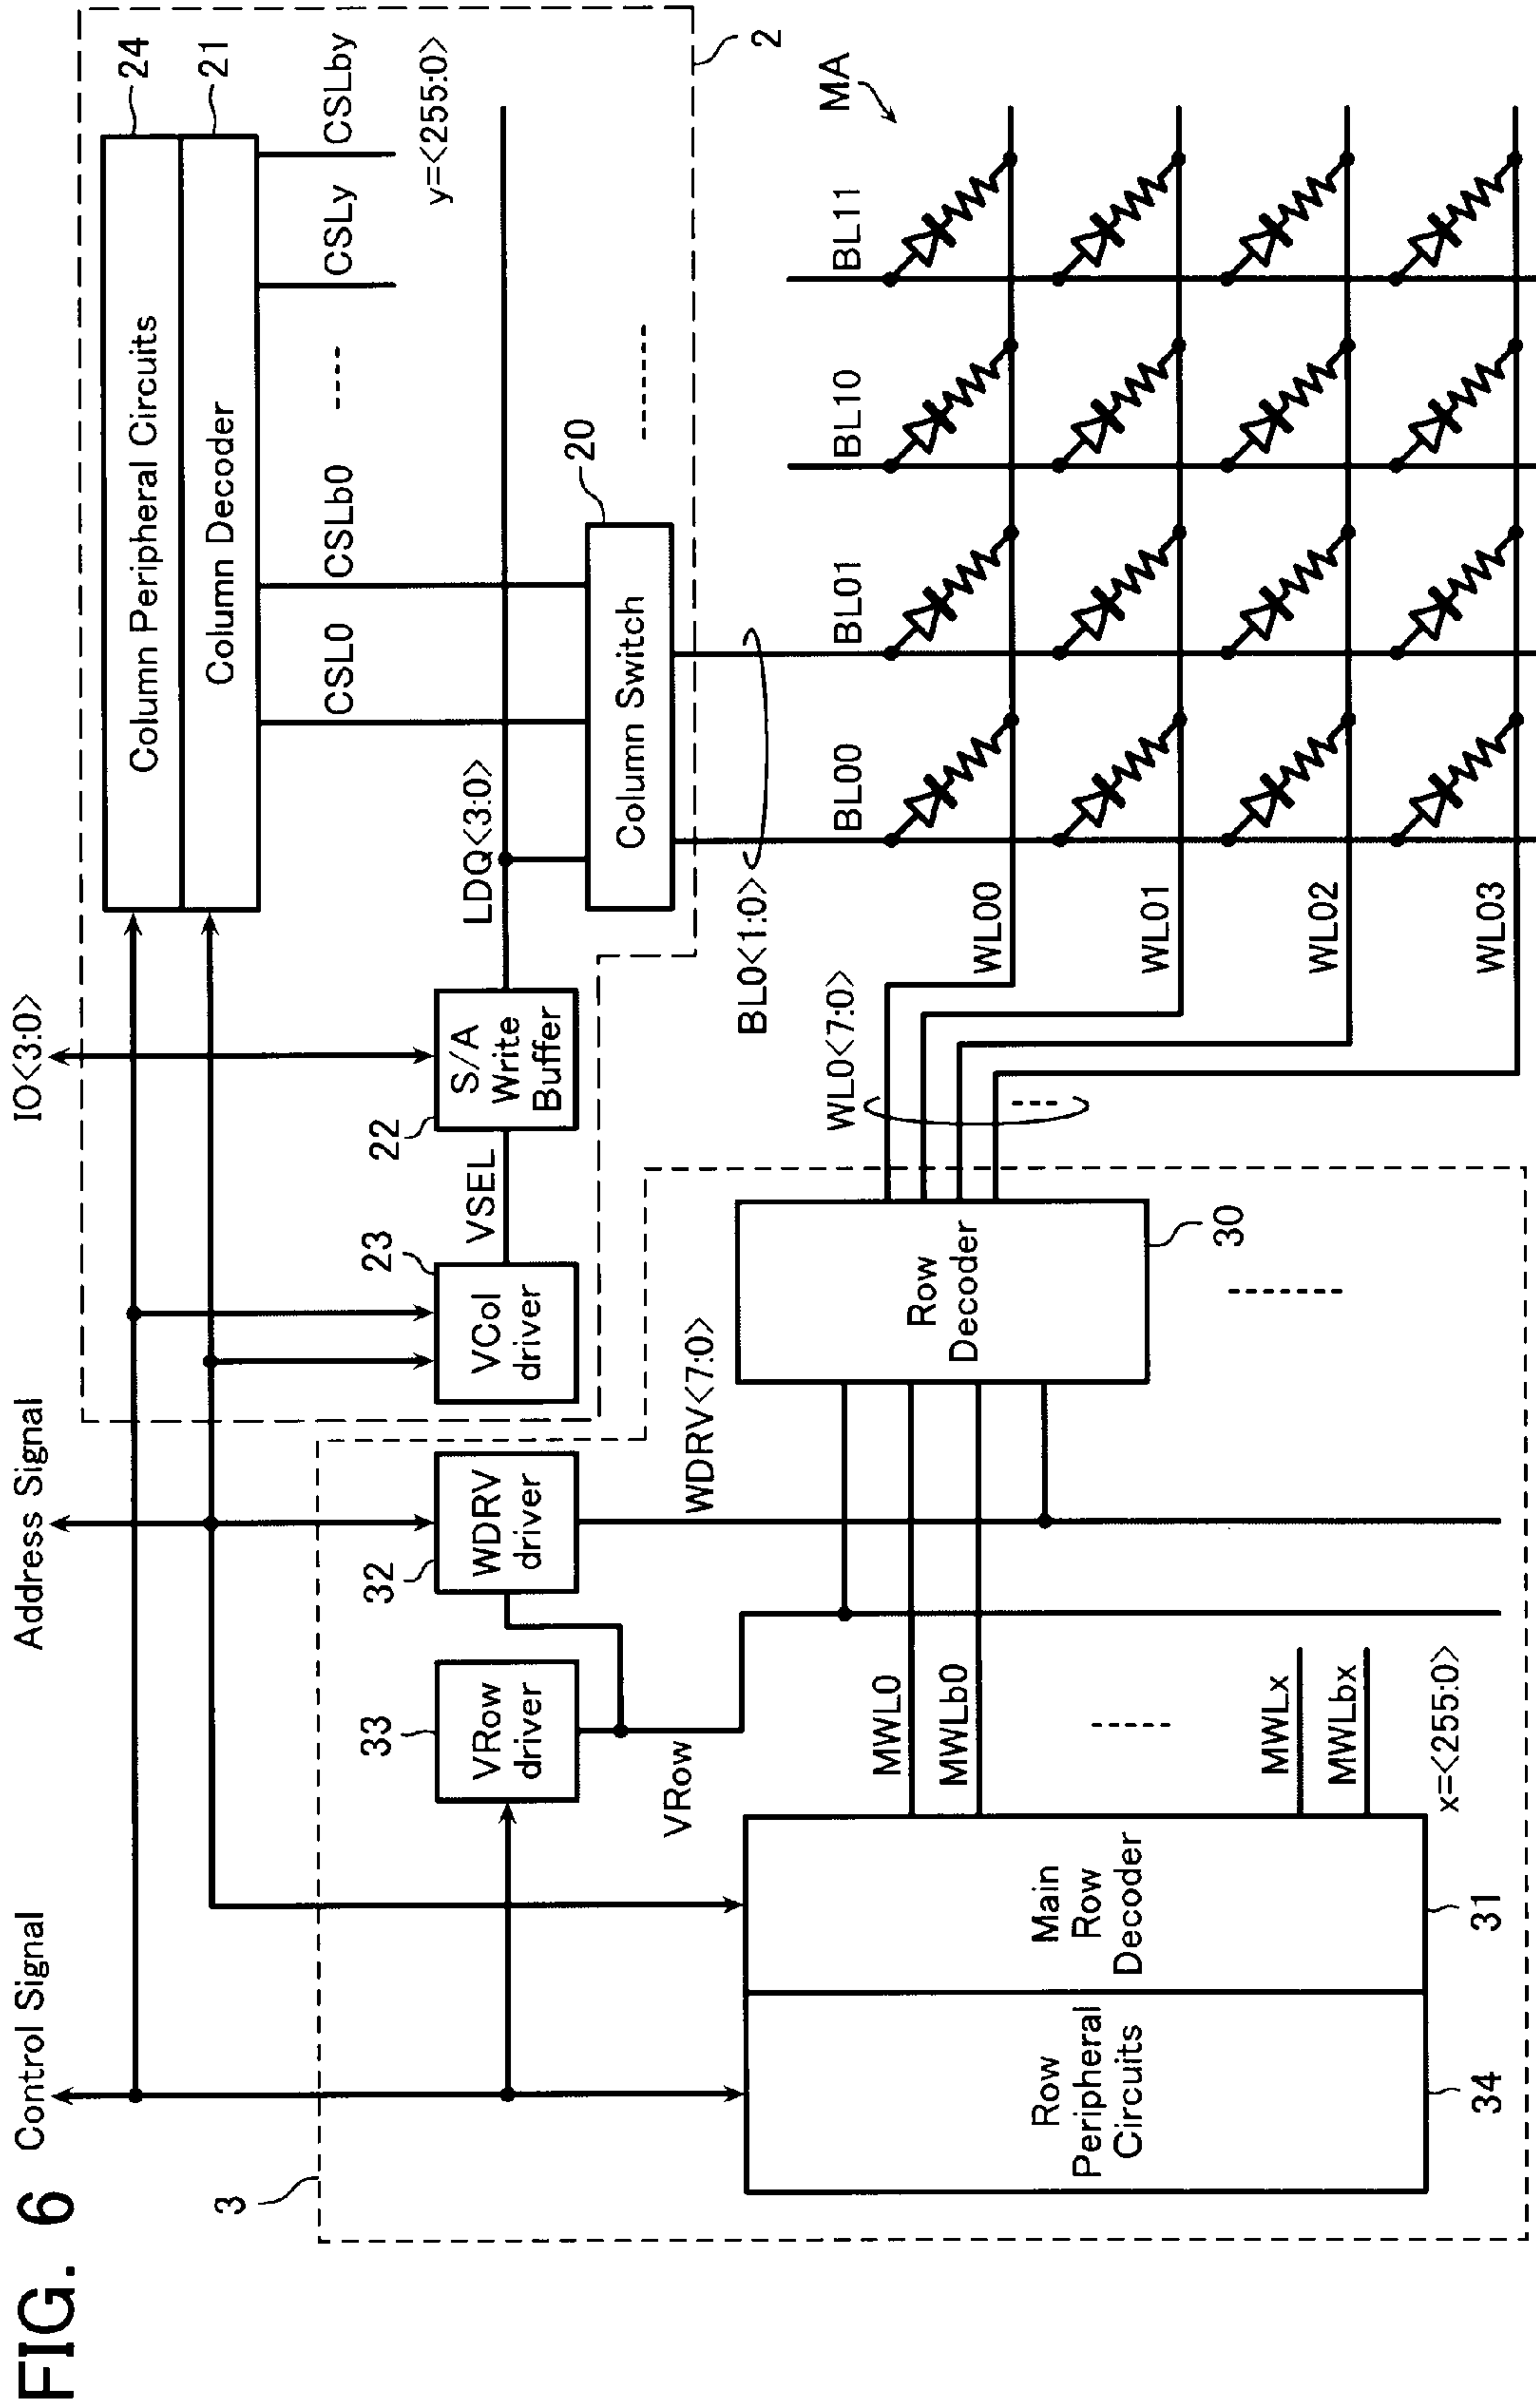 FIG. 6
Control Signal
Address Signal
IO<3:0>
3
2
24
21
Column Peripheral Circuits
Column Decoder
CSL0
CSLb0
CSLy
CSLby
y=<255:0>
33
VRow
driver
32
WDRV
driver
23
VCol
driver
VSEL
22
S/A
Write
Buffer
LDQ<3:0>
20
Column Switch
VRow
WDRV<7:0>
BL0<1:0>
MA
Row
Peripheral
Circuits
34
Main
Row
Decoder
31
MWL0
MWLb0
MWLx
MWLbx
x=<255:0>
Row
Decoder
30
WL0<7:0>
BL00
BL01
BL10
BL11
WL00
WL01
WL02
WL03